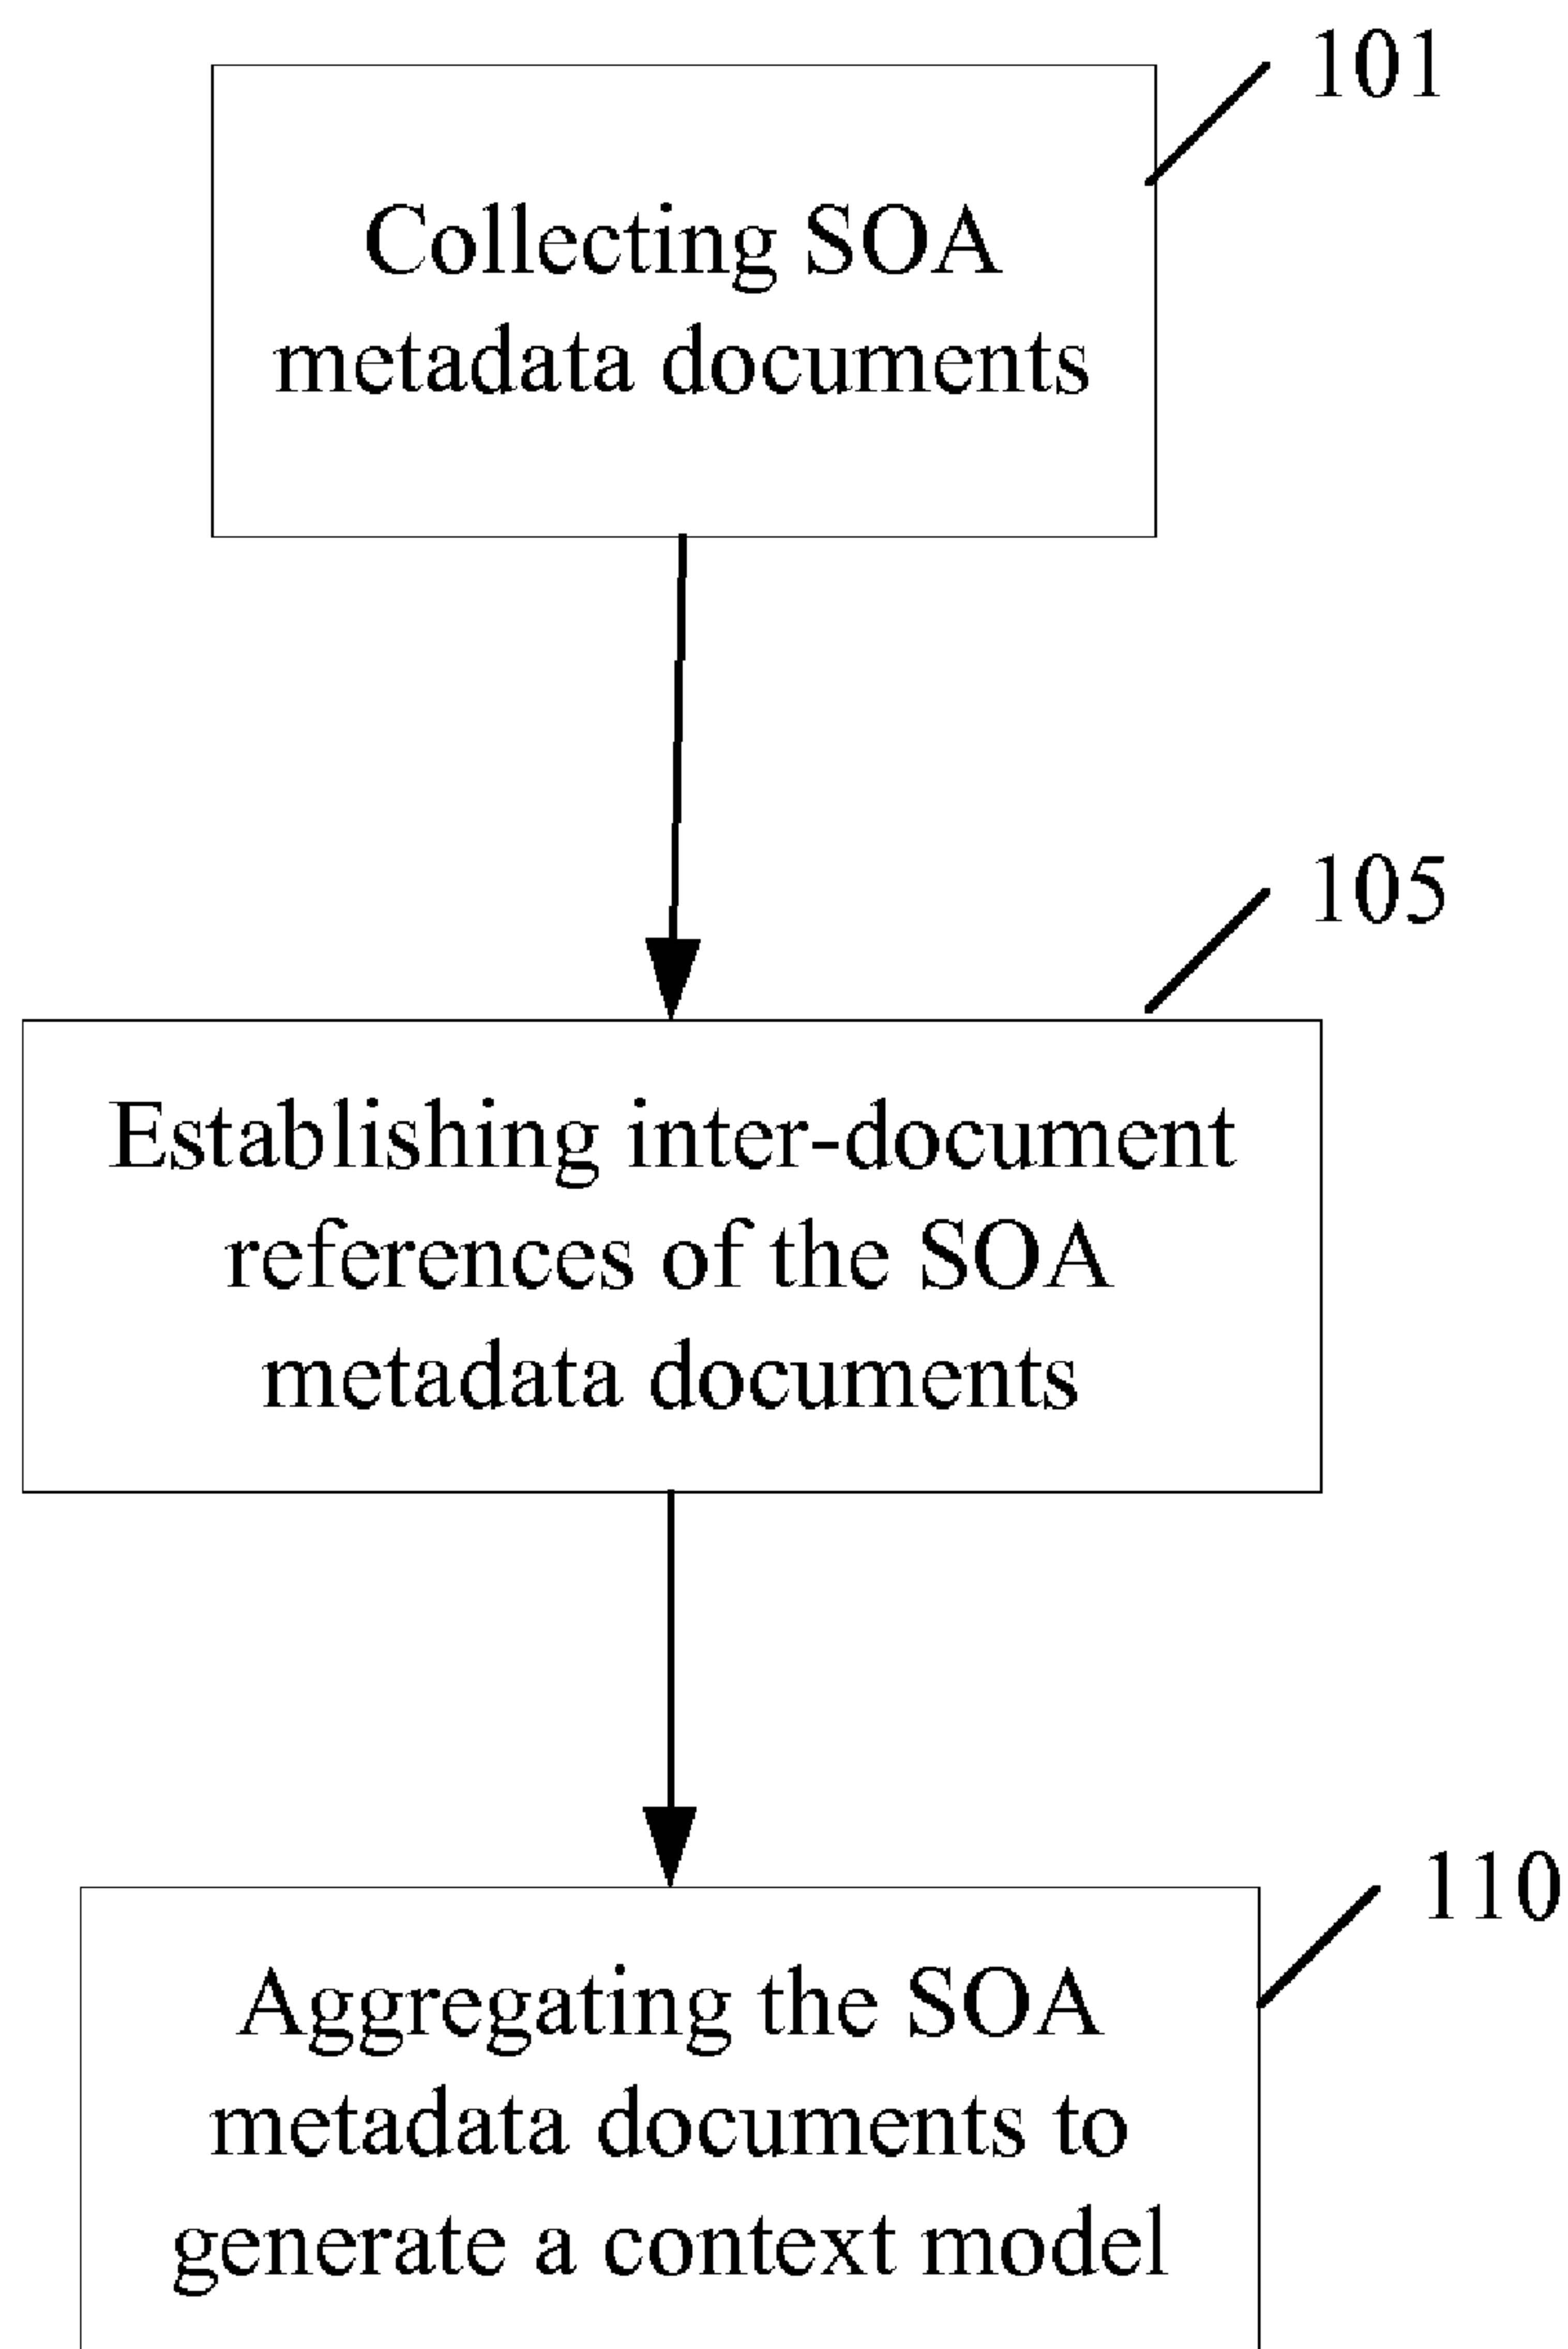 101
Collecting SOA
metadata documents
105
Establishing inter-document
references of the SOA
metadata documents
110
Aggregating the SOA
metadata documents to
generate a context model